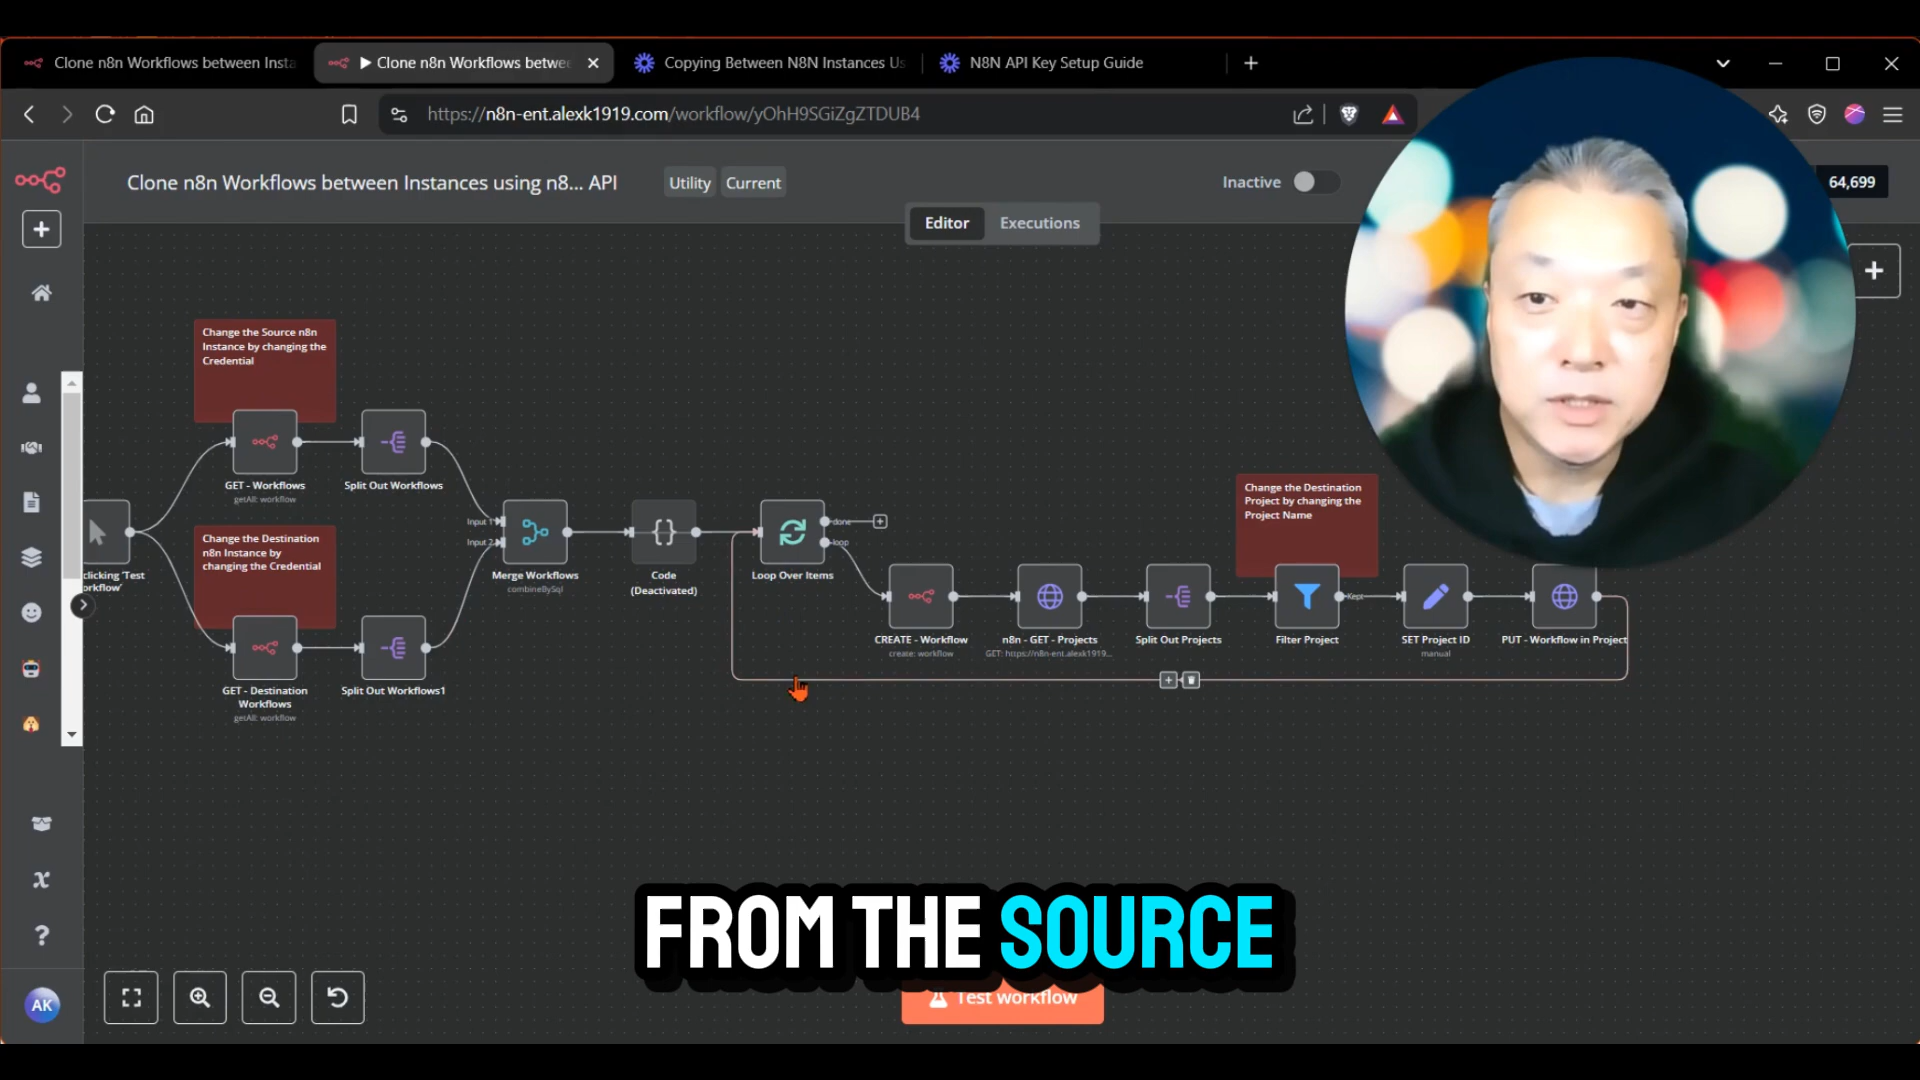 Clone n8n Workflows between Insta
Clone n8n Workflows betwe
Copying Between N8N Instances Us
N8N API Key Setup Guide
https://n8n-ent.alexk1919.com/workflow/yOhH9SGiZgZTDUB4
Clone n8n Workflows between Instances using n8... API
Utility
Current
Inactive
64,699
Editor
Executions
Change the Source n8n
Instance by changing the
Credential
GET - Workflows
getAll: workflow
Split Out Workflows
clicking 'Test
orkflow'
Change the Destination
n8n Instance by
changing the Credential
GET - Destination
Workflows
getAll: workflow
Split Out Workflows1
Input 1
Input 2
Merge Workflows
combineBySql
{}
Code
(Deactivated)
done
loop
Loop Over Items
CREATE - Workflow
create: workflow
n8n - GET - Projects
GET: https://n8n-ent.alexk1919...
Split Out Projects
Change the Destination
Project by changing the
Project Name
Filter Project
Kept
SET Project ID
manual
PUT - Workflow in Project
FROM THE SOURCE
Test workflow
AK